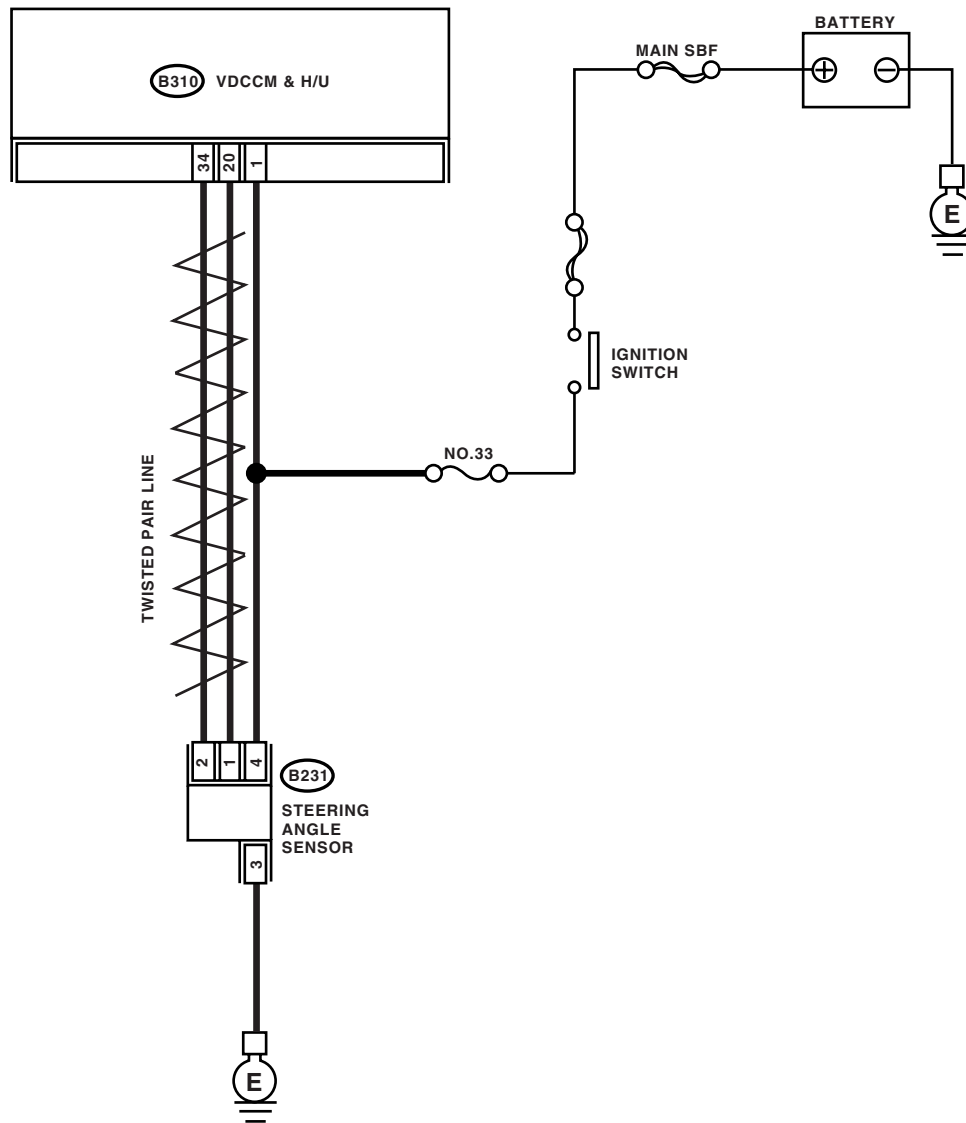 BATTERY
MAIN SBF
B310 VDCCM & H/U
34 20 1
E
IGNITION
SWITCH
NO.33
TWISTED PAIR LINE
2 1 4
B231
STEERING
ANGLE
SENSOR
3
E